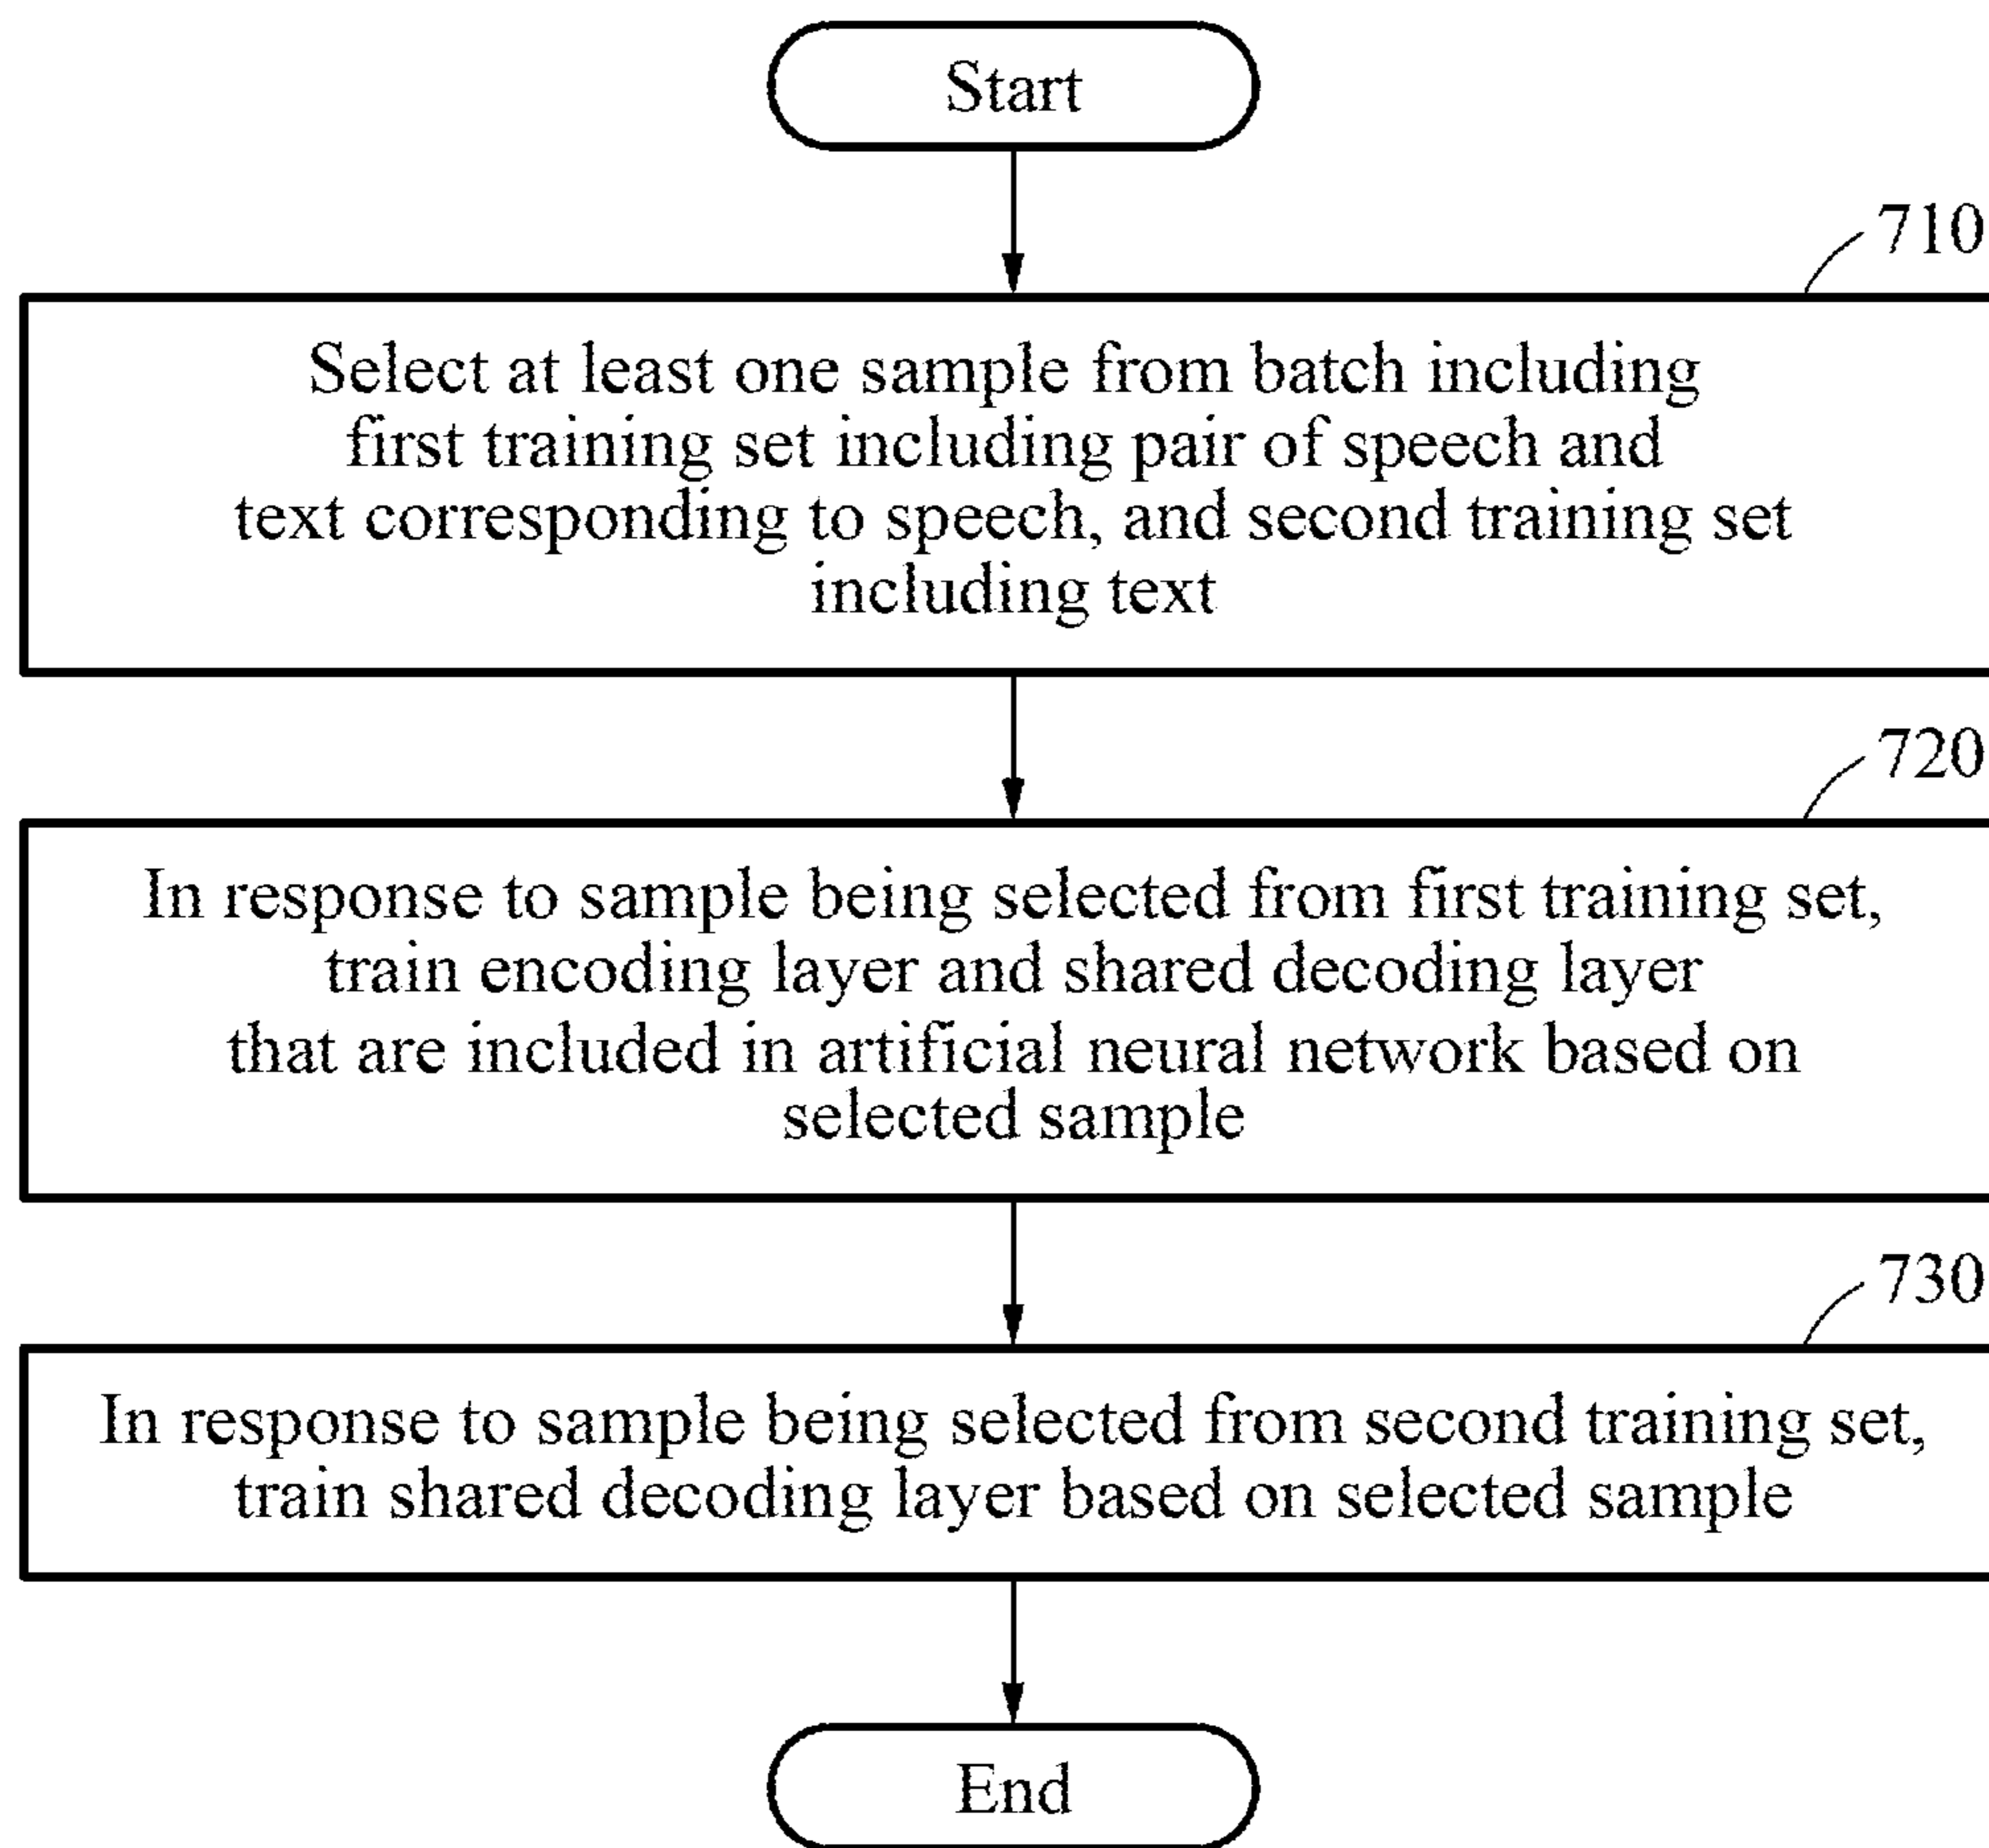 Start
710
Select at least one sample from batch including
first training set including pair of speech and
text corresponding to speech, and second training set
including text
720
In response to sample being selected from first training set,
train encoding layer and shared decoding layer
that are included in artificial neural network based on
selected sample
730
In response to sample being selected from second training set,
train shared decoding layer based on selected sample
End